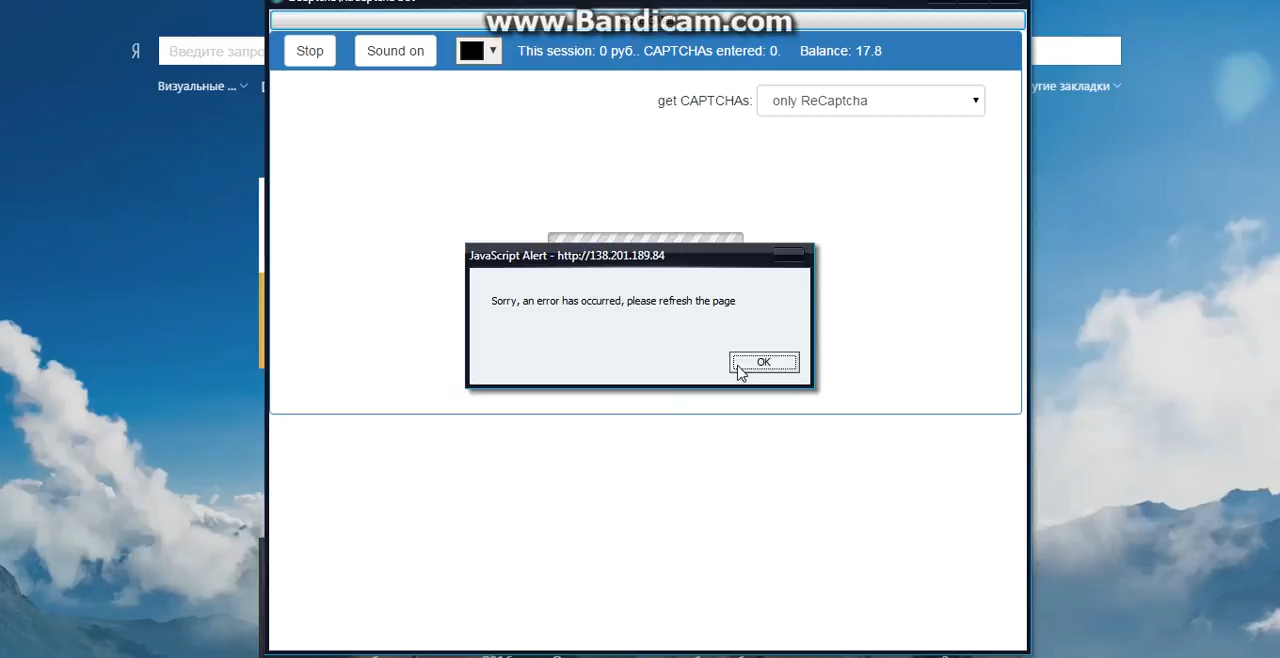 www.Bandicam.com
Я
Введите запро
Stop
Sound on
This session: 0 руб.. CAPTCHAs entered: 0.
Balance: 17.8
Визуальные ...
угие закладки
get CAPTCHAs:
only ReCaptcha
JavaScript Alert - http://138.201.189.84
Sorry, an error has occurred, please refresh the page
OK